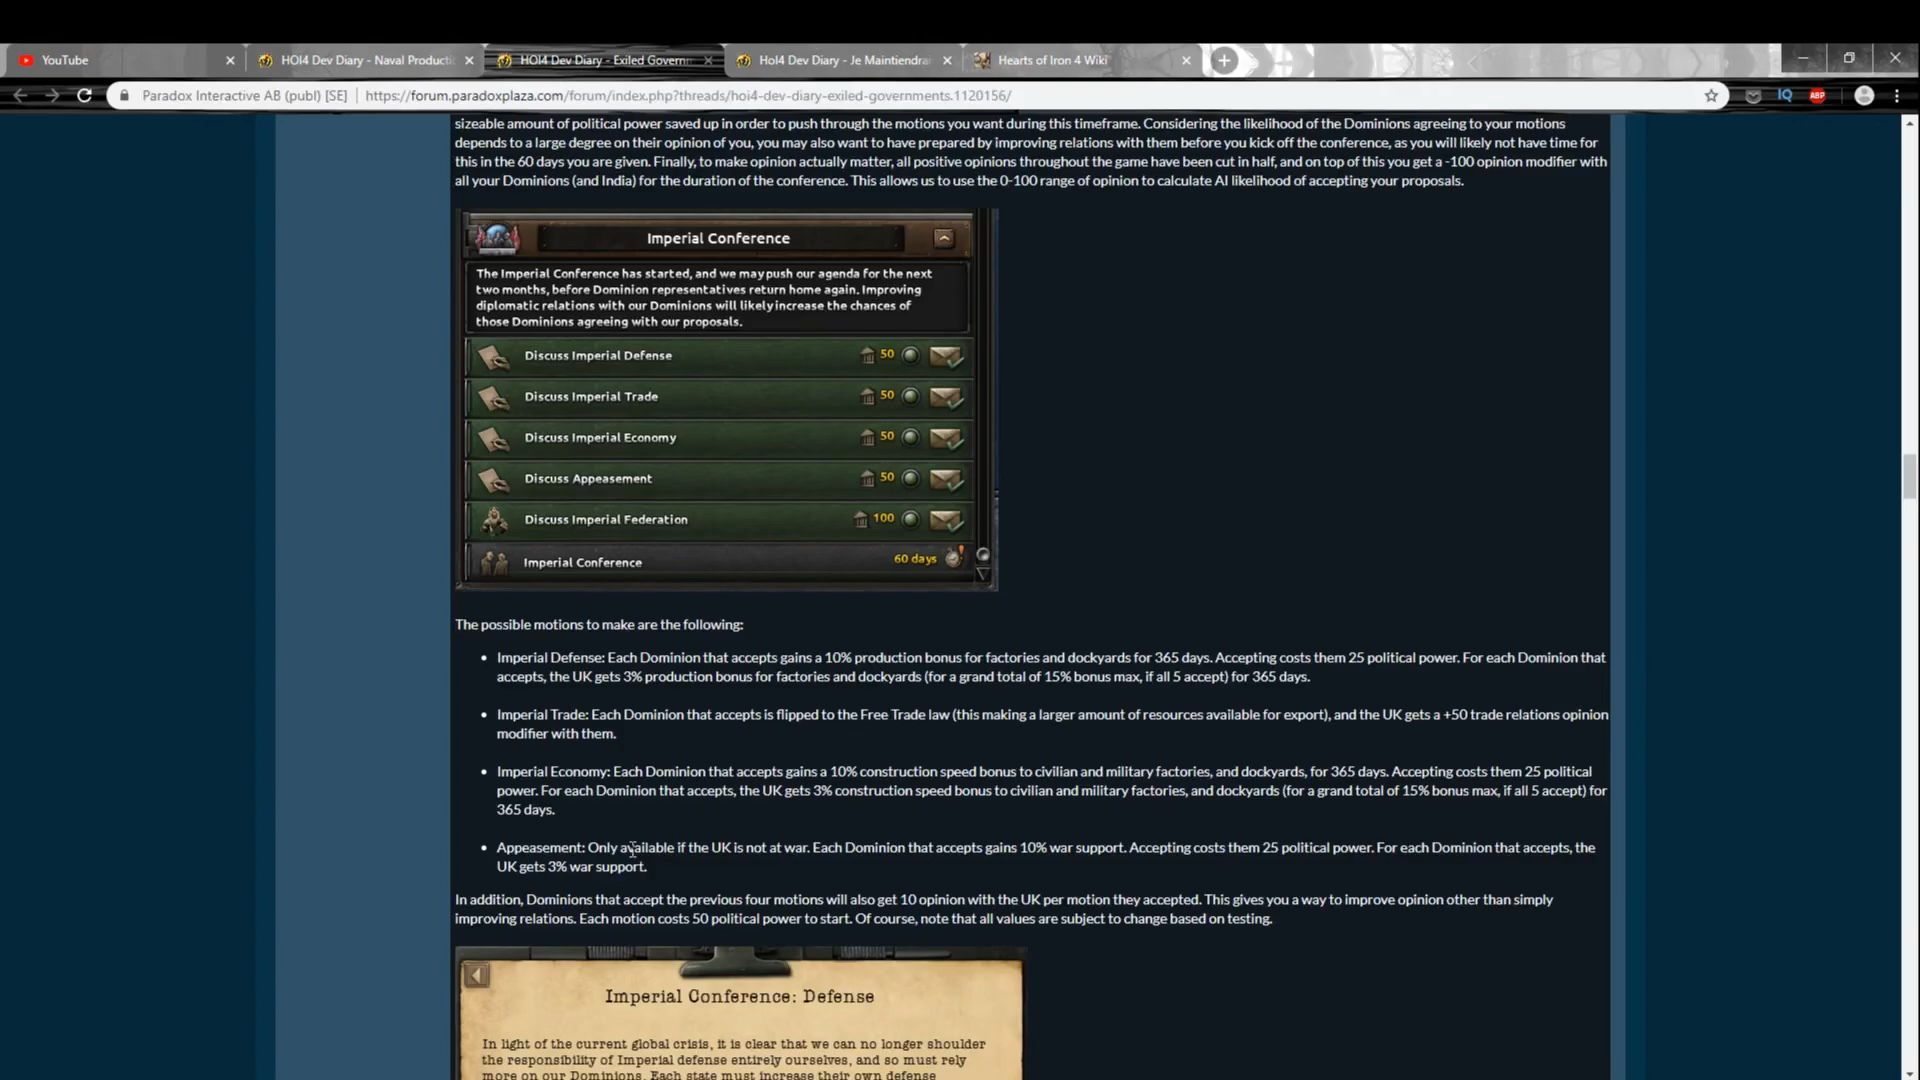 YouTube
HOI4 Dev Diary - Naval Producti
HOI4 Dev Diary - Exiled Governm
HoI4 Dev Diary - Je Maintiendrai
Hearts of Iron 4 Wiki
Paradox Interactive AB (publ) [SE] https://forum.paradoxplaza.com/forum/index.php?threads/hoi4-dev-diary-exiled-governments.1120156/
IQ
ABP
sizeable amount of political power saved up in order to push through the motions you want during this timeframe. Considering the likelihood of the Dominions agreeing to your motions
depends to a large degree on their opinion of you, you may also want to have prepared by improving relations with them before you kick off the conference, as you will likely not have time for
this in the 60 days you are given. Finally, to make opinion actually matter, all positive opinions throughout the game have been cut in half, and on top of this you get a -100 opinion modifier with
all your Dominions (and India) for the duration of the conference. This allows us to use the 0-100 range of opinion to calculate AI likelihood of accepting your proposals.
Imperial Conference
The Imperial Conference has started, and we may push our agenda for the next
two months, before Dominion representatives return home again. Improving
diplomatic relations with our Dominions will likely increase the chances of
those Dominions agreeing with our proposals.
Discuss Imperial Defense 50
Discuss Imperial Trade 50
Discuss Imperial Economy 50
Discuss Appeasement 50
Discuss Imperial Federation 100
Imperial Conference 60 days
The possible motions to make are the following:
• Imperial Defense: Each Dominion that accepts gains a 10% production bonus for factories and dockyards for 365 days. Accepting costs them 25 political power. For each Dominion that
accepts, the UK gets 3% production bonus for factories and dockyards (for a grand total of 15% bonus max, if all 5 accept) for 365 days.
• Imperial Trade: Each Dominion that accepts is flipped to the Free Trade law (this making a larger amount of resources available for export), and the UK gets a +50 trade relations opinion
modifier with them.
• Imperial Economy: Each Dominion that accepts gains a 10% construction speed bonus to civilian and military factories, and dockyards, for 365 days. Accepting costs them 25 political
power. For each Dominion that accepts, the UK gets 3% construction speed bonus to civilian and military factories, and dockyards (for a grand total of 15% bonus max, if all 5 accept) for
365 days.
• Appeasement: Only available if the UK is not at war. Each Dominion that accepts gains 10% war support. Accepting costs them 25 political power. For each Dominion that accepts, the
UK gets 3% war support.
In addition, Dominions that accept the previous four motions will also get 10 opinion with the UK per motion they accepted. This gives you a way to improve opinion other than simply
improving relations. Each motion costs 50 political power to start. Of course, note that all values are subject to change based on testing.
Imperial Conference: Defense
In light of the current global crisis, it is clear that we can no longer shoulder
the responsibility of Imperial defense entirely ourselves, and so must rely
more on our Dominions. Each state must increase their own defense